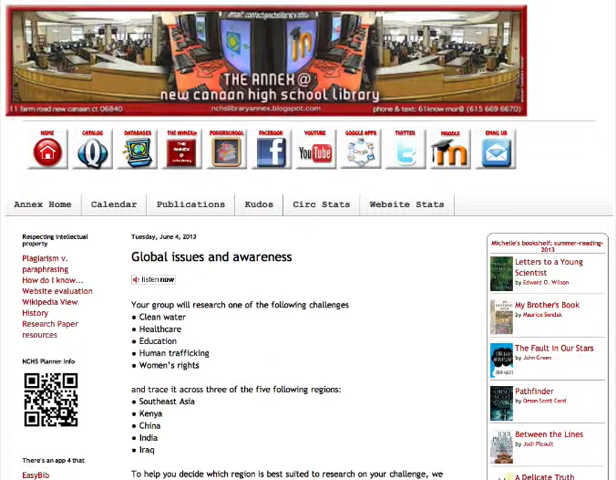 THE ANNEX @
new canaan high school library
11 farm road new canaan ct 06840
nchslibraryannex.blogspot.com
phone & text: 61know mor@ (615 669 6670)
HOME
CATALOG
DATABASES
THE ANNEX@
POWERSCHOOL
FACEBOOK
YOUTUBE
GOOGLE APPS
TWITTER
MOODLE
EMAIL US
You Tube
Annex Home
Calendar
Publications
Kudos
Circ Stats
Website Stats
Respecting intellectual
property
Plagiarism v.
paraphrasing
How do I know...
Website evaluation
Wikipedia View
History
Research Paper
resources
NCHS Planner Info
There's an app 4 that
EasyBib
Tuesday, June 4, 2013
Global issues and awareness
listen now
Your group will research one of the following challenges
● Clean water
● Healthcare
● Education
● Human trafficking
● Women's rights
and trace it across three of the five following regions:
● Southeast Asia
● Kenya
● China
● India
● Iraq
To help you decide which region is best suited to research on your challenge, we
Michelle's bookshelf: summer-reading-
2013
Letters to a Young
Scientist
by Edward O. Wilson
My Brother's Book
by Maurice Sendak
The Fault in Our Stars
by John Green
Pathfinder
by Orson Scott Card
Between the Lines
by Jodi Picoult
A Delicate Truth